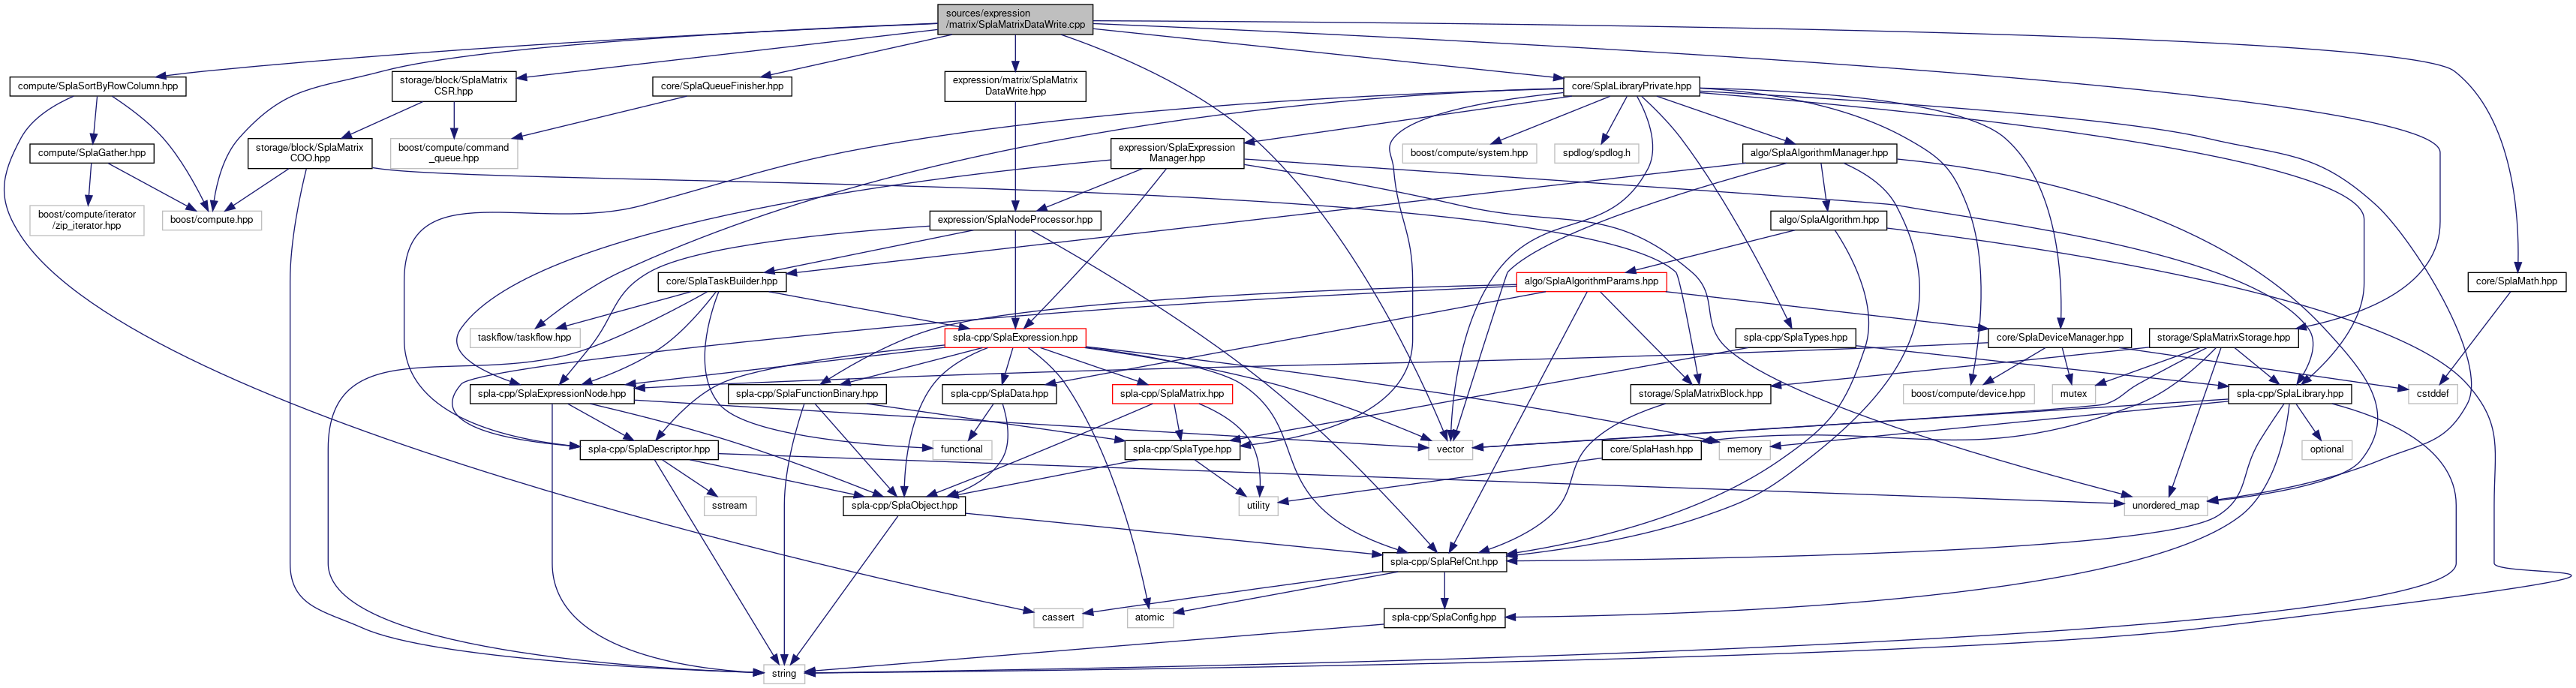 sources/expression
/matrix/SplaMatrixDataWrite.cpp
compute/SplaSortByRowColumn.hpp
storage/block/SplaMatrix
CSR.hpp
core/SplaQueueFinisher.hpp
expression/matrix/SplaMatrix
DataWrite.hpp
core/SplaLibraryPrivate.hpp
compute/SplaGather.hpp
storage/block/SplaMatrix
COO.hpp
boost/compute/command
_queue.hpp
expression/SplaExpression
Manager.hpp
boost/compute/system.hpp
spdlog/spdlog.h
algo/SplaAlgorithmManager.hpp
boost/compute/iterator
/zip_iterator.hpp
boost/compute.hpp
expression/SplaNodeProcessor.hpp
algo/SplaAlgorithm.hpp
core/SplaTaskBuilder.hpp
algo/SplaAlgorithmParams.hpp
core/SplaMath.hpp
taskflow/taskflow.hpp
spla-cpp/SplaExpression.hpp
spla-cpp/SplaTypes.hpp
core/SplaDeviceManager.hpp
storage/SplaMatrixStorage.hpp
spla-cpp/SplaExpressionNode.hpp
spla-cpp/SplaFunctionBinary.hpp
spla-cpp/SplaData.hpp
spla-cpp/SplaMatrix.hpp
storage/SplaMatrixBlock.hpp
boost/compute/device.hpp
mutex
spla-cpp/SplaLibrary.hpp
cstddef
spla-cpp/SplaDescriptor.hpp
functional
spla-cpp/SplaType.hpp
vector
core/SplaHash.hpp
memory
optional
sstream
spla-cpp/SplaObject.hpp
utility
unordered_map
spla-cpp/SplaRefCnt.hpp
cassert
atomic
spla-cpp/SplaConfig.hpp
string